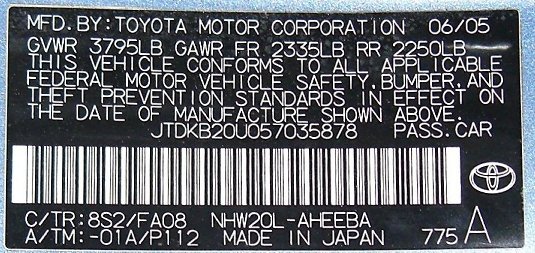 MFD.BY:TOYOTA MOTOR CORPORATION 06/05
GVWR 3795LB GAWR FR 2335LB RR 2250LB
THIS VEHICLE CONFORMS TO ALL APPLICABLE
FEDERAL MOTOR VEHICLE SAFETY,BUMPER,AND
THEFT PREVENTION STANDARDS IN EFFECT ON
THE DATE OF MANUFACTURE SHOWN ABOVE.
JTDKB20U057035878 PASS.CAR
C/TR:8S2/FA08 NHW20L-AHEEBA
A/TM:-01A/P112 MADE IN JAPAN 775 A